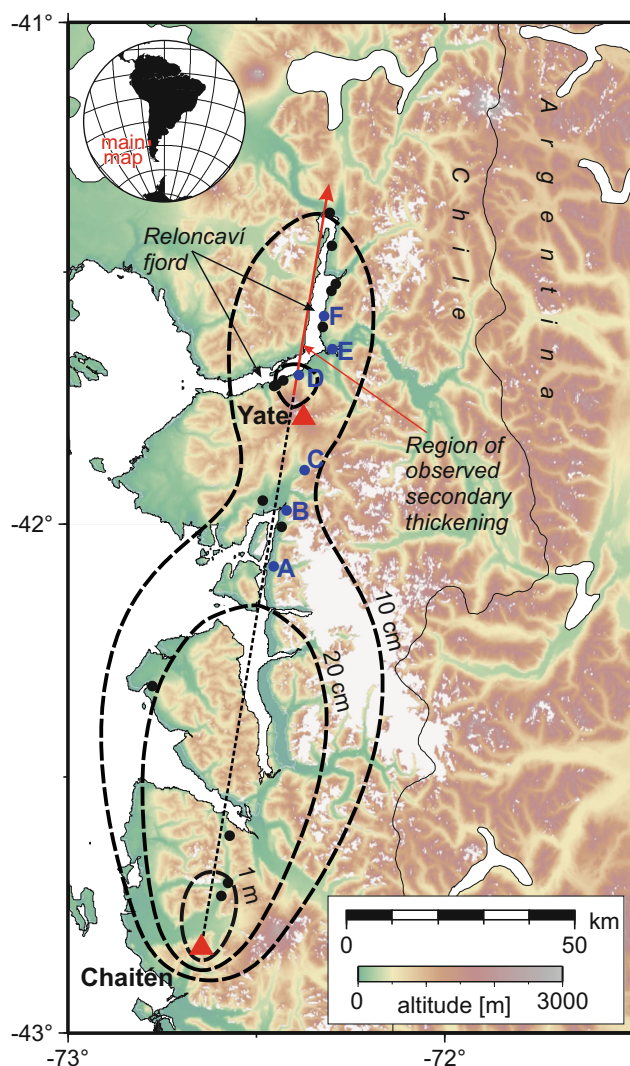 -41°
main
map
Argentina
Chile
Reloncaví
fjord
F
E
D
Yate
Region of
observed
secondary
thickening
C
-42°
B
A
10 cm
20 cm
1 m
Chaitén
0 50
km
0 3000
altitude [m]
-43°
-73° -72°